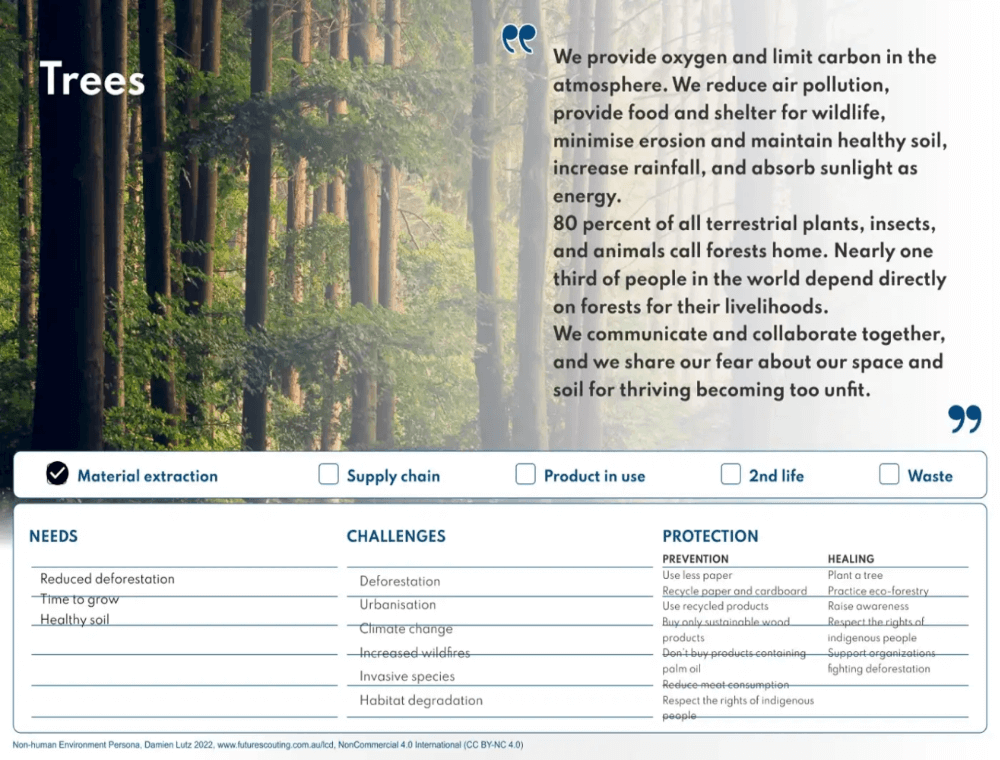 Trees
“
We provide oxygen and limit carbon in the
atmosphere. We reduce air pollution,
provide food and shelter for wildlife,
minimise erosion and maintain healthy soil,
increase rainfall, and absorb sunlight as
energy.
80 percent of all terrestrial plants, insects,
and animals call forests home. Nearly one
third of people in the world depend directly
on forests for their livelihoods.
We communicate and collaborate together,
and we share our fear about our space and
soil for thriving becoming too unfit.
”
Material extraction Supply chain Product in use 2nd life Waste
NEEDS
Reduced deforestation
Time to grow
Healthy soil
CHALLENGES
Deforestation
Urbanisation
Climate change
Increased wildfires
Invasive species
Habitat degradation
PROTECTION
PREVENTION
Use less paper
Recycle paper and cardboard
Use recycled products
Buy only sustainable wood
products
Don't buy products containing
palm oil
Reduce meat consumption
Respect the rights of indigenous
people
HEALING
Plant a tree
Practice eco-forestry
Raise awareness
Respect the rights of
indigenous people
Support organizations
fighting deforestation
Non-human Environment Persona, Damien Lutz 2022, www.futurescouting.com.au/lcd, NonCommercial 4.0 International (CC BY-NC 4.0)